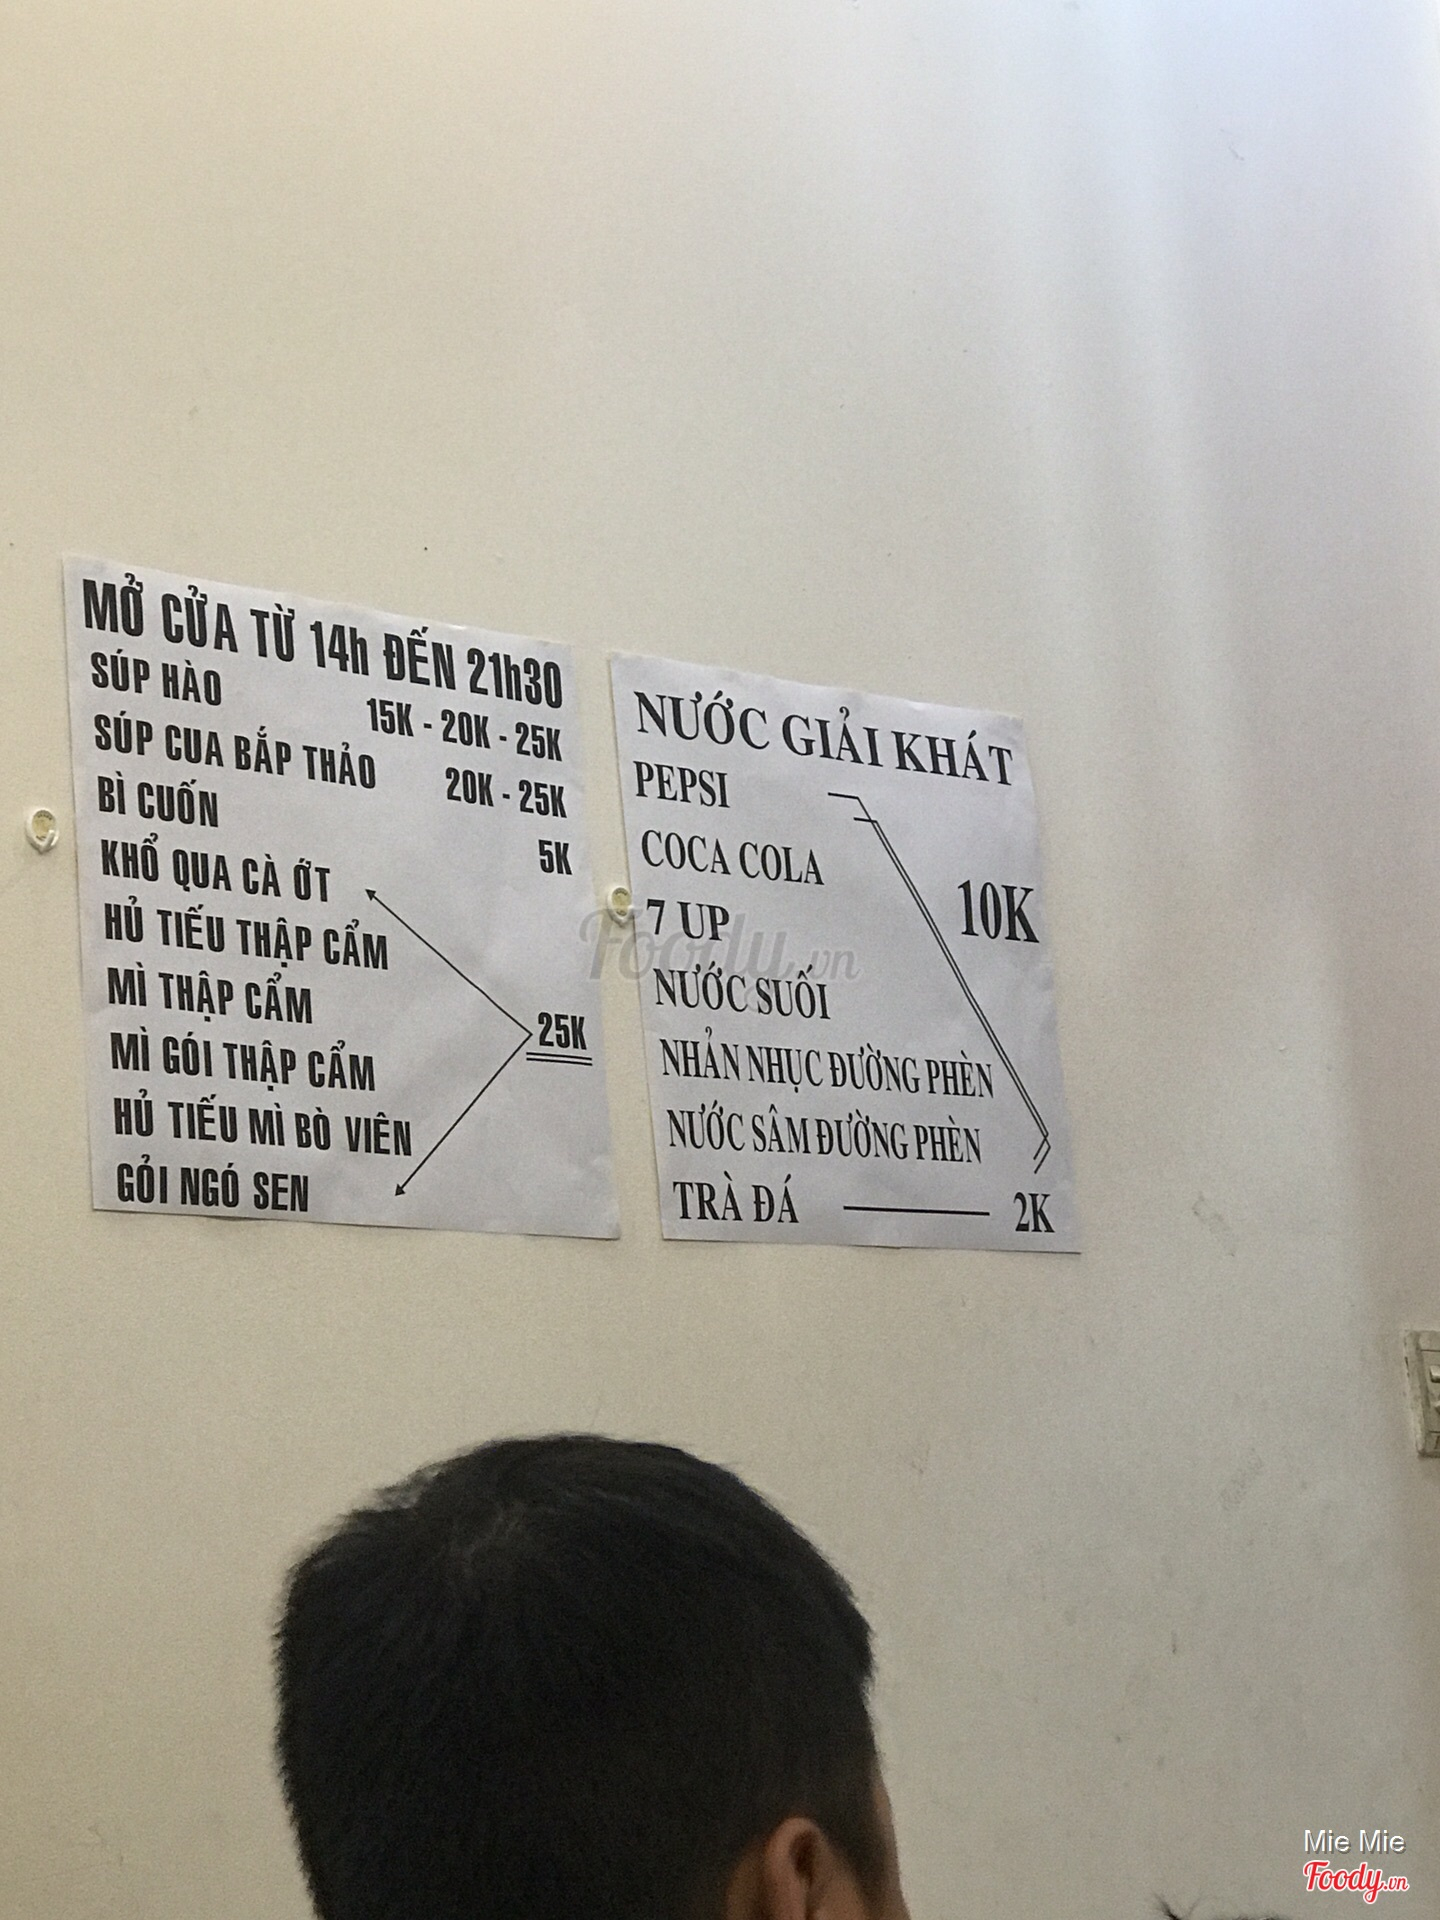 MỞ CỬA TỪ 14h ĐẾN 21h30
SÚP HÀO
15K - 20K - 25K
SÚP CUA BẮP THẢO
20K - 25K
BÌ CUỐN
5K
KHỔ QUA CÀ ỚT
HỦ TIẾU THẬP CẨM
MÌ THẬP CẨM
25K
MÌ GÓI THẬP CẨM
HỦ TIẾU MÌ BÒ VIÊN
GỎI NGÓ SEN
NƯỚC GIẢI KHÁT
PEPSI
COCA COLA
10K
7 UP
NƯỚC SUỐI
NHẢN NHỤC ĐƯỜNG PHÈN
NƯỚC SÂM ĐƯỜNG PHÈN
TRÀ ĐÁ 2K
Foody.vn
Mie Mie
Foody.vn